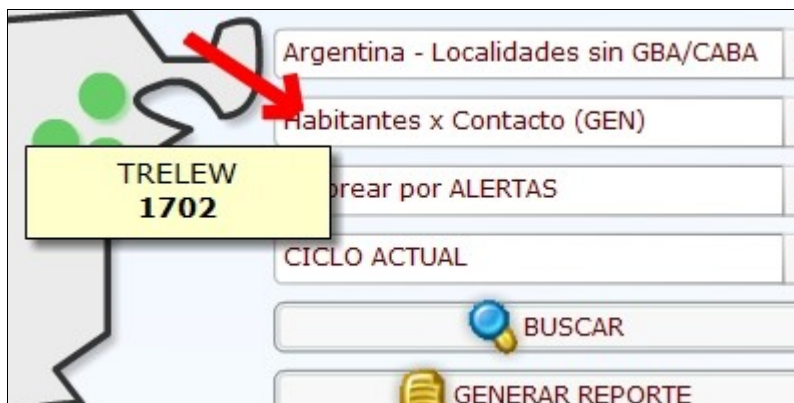 Argentina - Localidades sin GBA/CABA
Habitantes x Contacto (GEN)
TRELEW
1702
por ALERTAS
CICLO ACTUAL
BUSCAR
GENERAR REPORTE